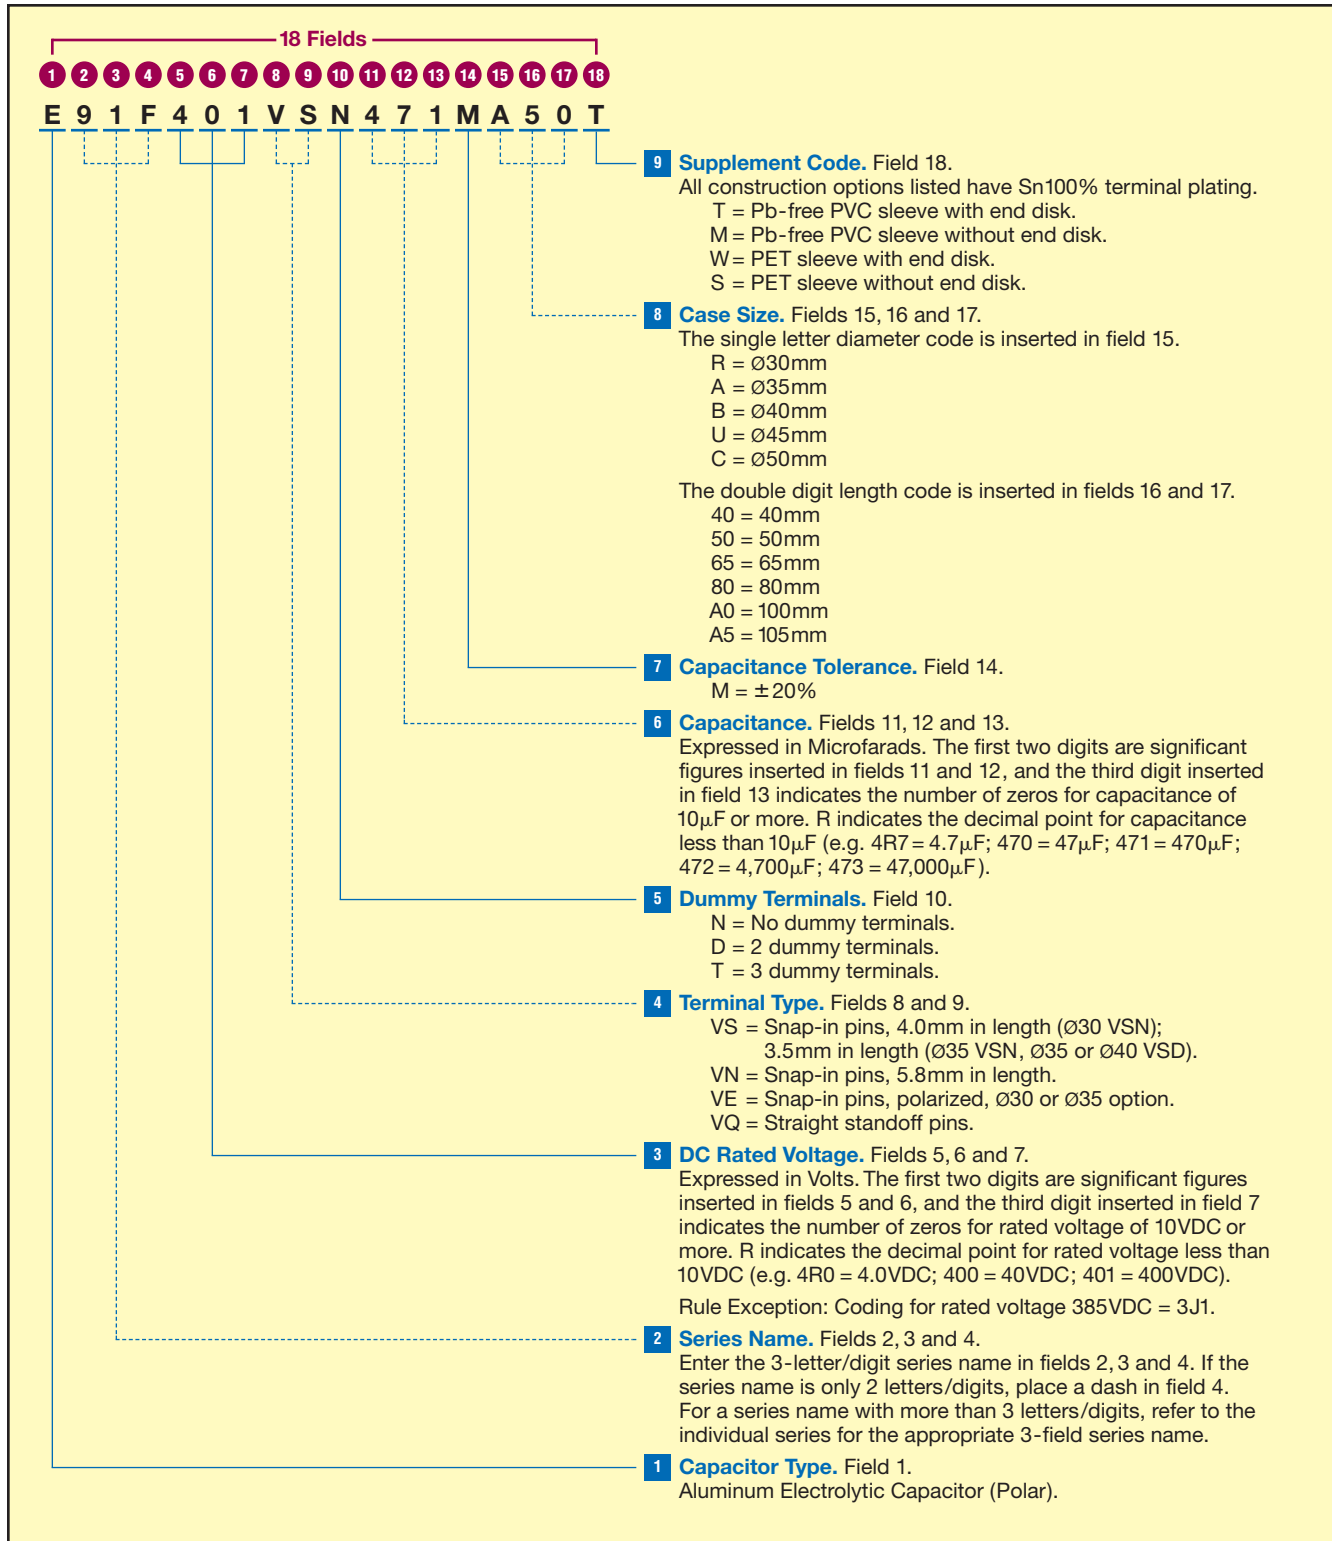 18 Fields
1 2 3 4 5 6 7 8 9 10 11 12 13 14 15 16 17 18
E 9 1 F 4 0 1 V S N 4 7 1 M A 5 0 T
9 Supplement Code. Field 18.
All construction options listed have Sn100% terminal plating.
T = Pb-free PVC sleeve with end disk.
M = Pb-free PVC sleeve without end disk.
W = PET sleeve with end disk.
S = PET sleeve without end disk.
8 Case Size. Fields 15, 16 and 17.
The single letter diameter code is inserted in field 15.
R = Ø30mm
A = Ø35mm
B = Ø40mm
U = Ø45mm
C = Ø50mm
The double digit length code is inserted in fields 16 and 17.
40 = 40mm
50 = 50mm
65 = 65mm
80 = 80mm
A0 = 100mm
A5 = 105mm
7 Capacitance Tolerance. Field 14.
M = ±20%
6 Capacitance. Fields 11, 12 and 13.
Expressed in Microfarads. The first two digits are significant
figures inserted in fields 11 and 12, and the third digit inserted
in field 13 indicates the number of zeros for capacitance of
10µF or more. R indicates the decimal point for capacitance
less than 10µF (e.g. 4R7 = 4.7µF; 470 = 47µF; 471 = 470µF;
472 = 4,700µF; 473 = 47,000µF).
5 Dummy Terminals. Field 10.
N = No dummy terminals.
D = 2 dummy terminals.
T = 3 dummy terminals.
4 Terminal Type. Fields 8 and 9.
VS = Snap-in pins, 4.0mm in length (Ø30 VSN);
3.5mm in length (Ø35 VSN, Ø35 or Ø40 VSD).
VN = Snap-in pins, 5.8mm in length.
VE = Snap-in pins, polarized, Ø30 or Ø35 option.
VQ = Straight standoff pins.
3 DC Rated Voltage. Fields 5, 6 and 7.
Expressed in Volts. The first two digits are significant figures
inserted in fields 5 and 6, and the third digit inserted in field 7
indicates the number of zeros for rated voltage of 10VDC or
more. R indicates the decimal point for rated voltage less than
10VDC (e.g. 4R0 = 4.0VDC; 400 = 40VDC; 401 = 400VDC).
Rule Exception: Coding for rated voltage 385VDC = 3J1.
2 Series Name. Fields 2, 3 and 4.
Enter the 3-letter/digit series name in fields 2, 3 and 4. If the
series name is only 2 letters/digits, place a dash in field 4.
For a series name with more than 3 letters/digits, refer to the
individual series for the appropriate 3-field series name.
1 Capacitor Type. Field 1.
Aluminum Electrolytic Capacitor (Polar).